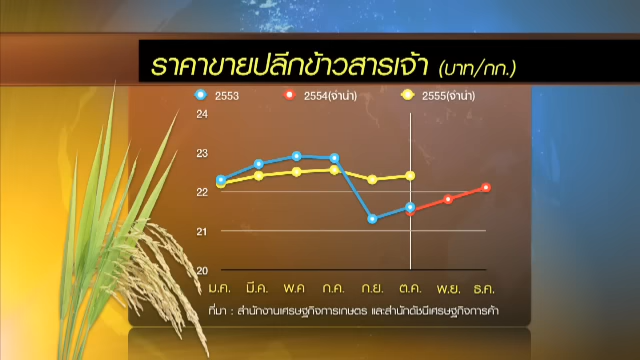 ราคาขายปลีกข้าวสารเจ้า (บาท/กก.)
2553 2554(จำนำ) 2555(จำนำ)
24
23
22
21
20
ม.ค. มี.ค. พ.ค ก.ค. ก.ย. ต.ค. พ.ย. ธ.ค.
ที่มา : สำนักงานเศรษฐกิจการเกษตร และสำนักดัชนีเศรษฐกิจการค้า